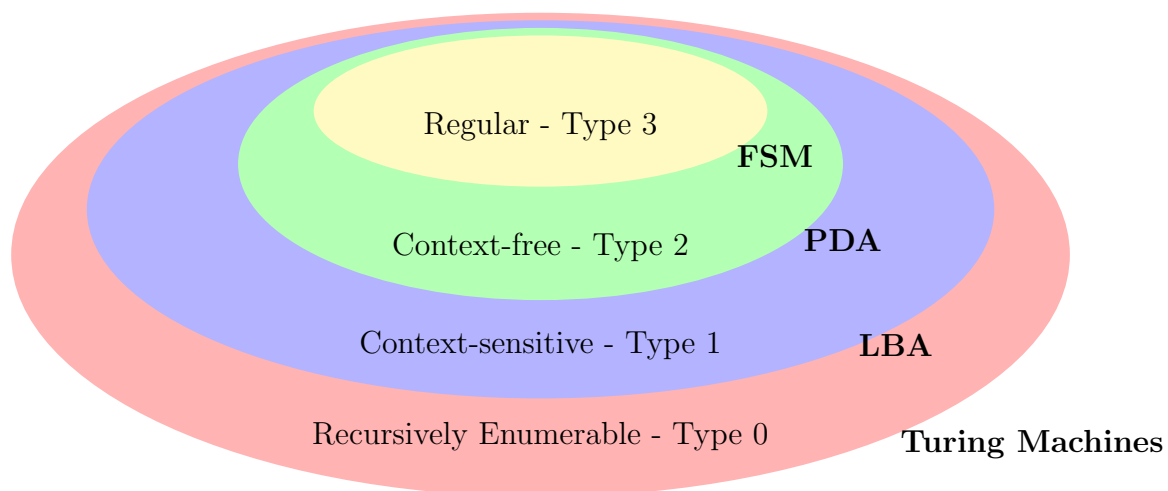 Regular - Type 3
FSM
Context-free - Type 2
PDA
Context-sensitive - Type 1
LBA
Recursively Enumerable - Type 0
Turing Machines